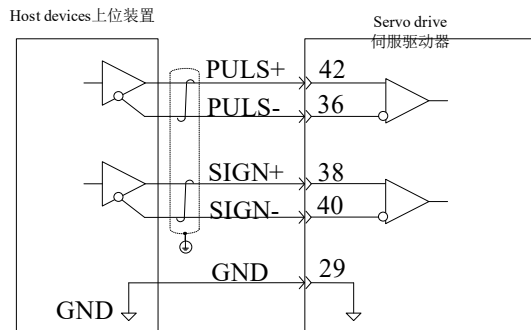 Host devices上位装置
Servo drive
伺服驱动器
PULS+ 42
PULS- 36
SIGN+ 38
SIGN- 40
GND 29
GND